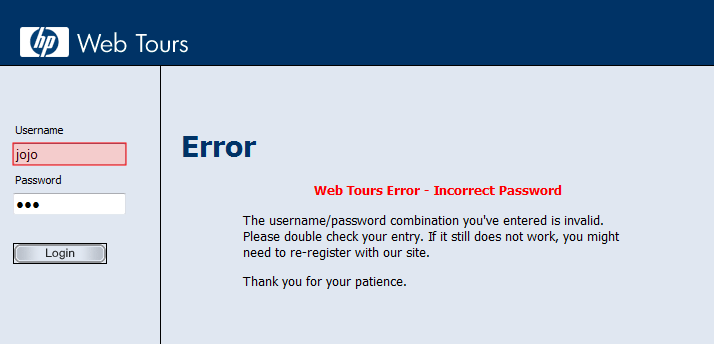 hp Web Tours
Username
jojo
Password
•••
Login
Error
Web Tours Error - Incorrect Password
The username/password combination you've entered is invalid.
Please double check your entry. If it still does not work, you might
need to re-register with our site.
Thank you for your patience.